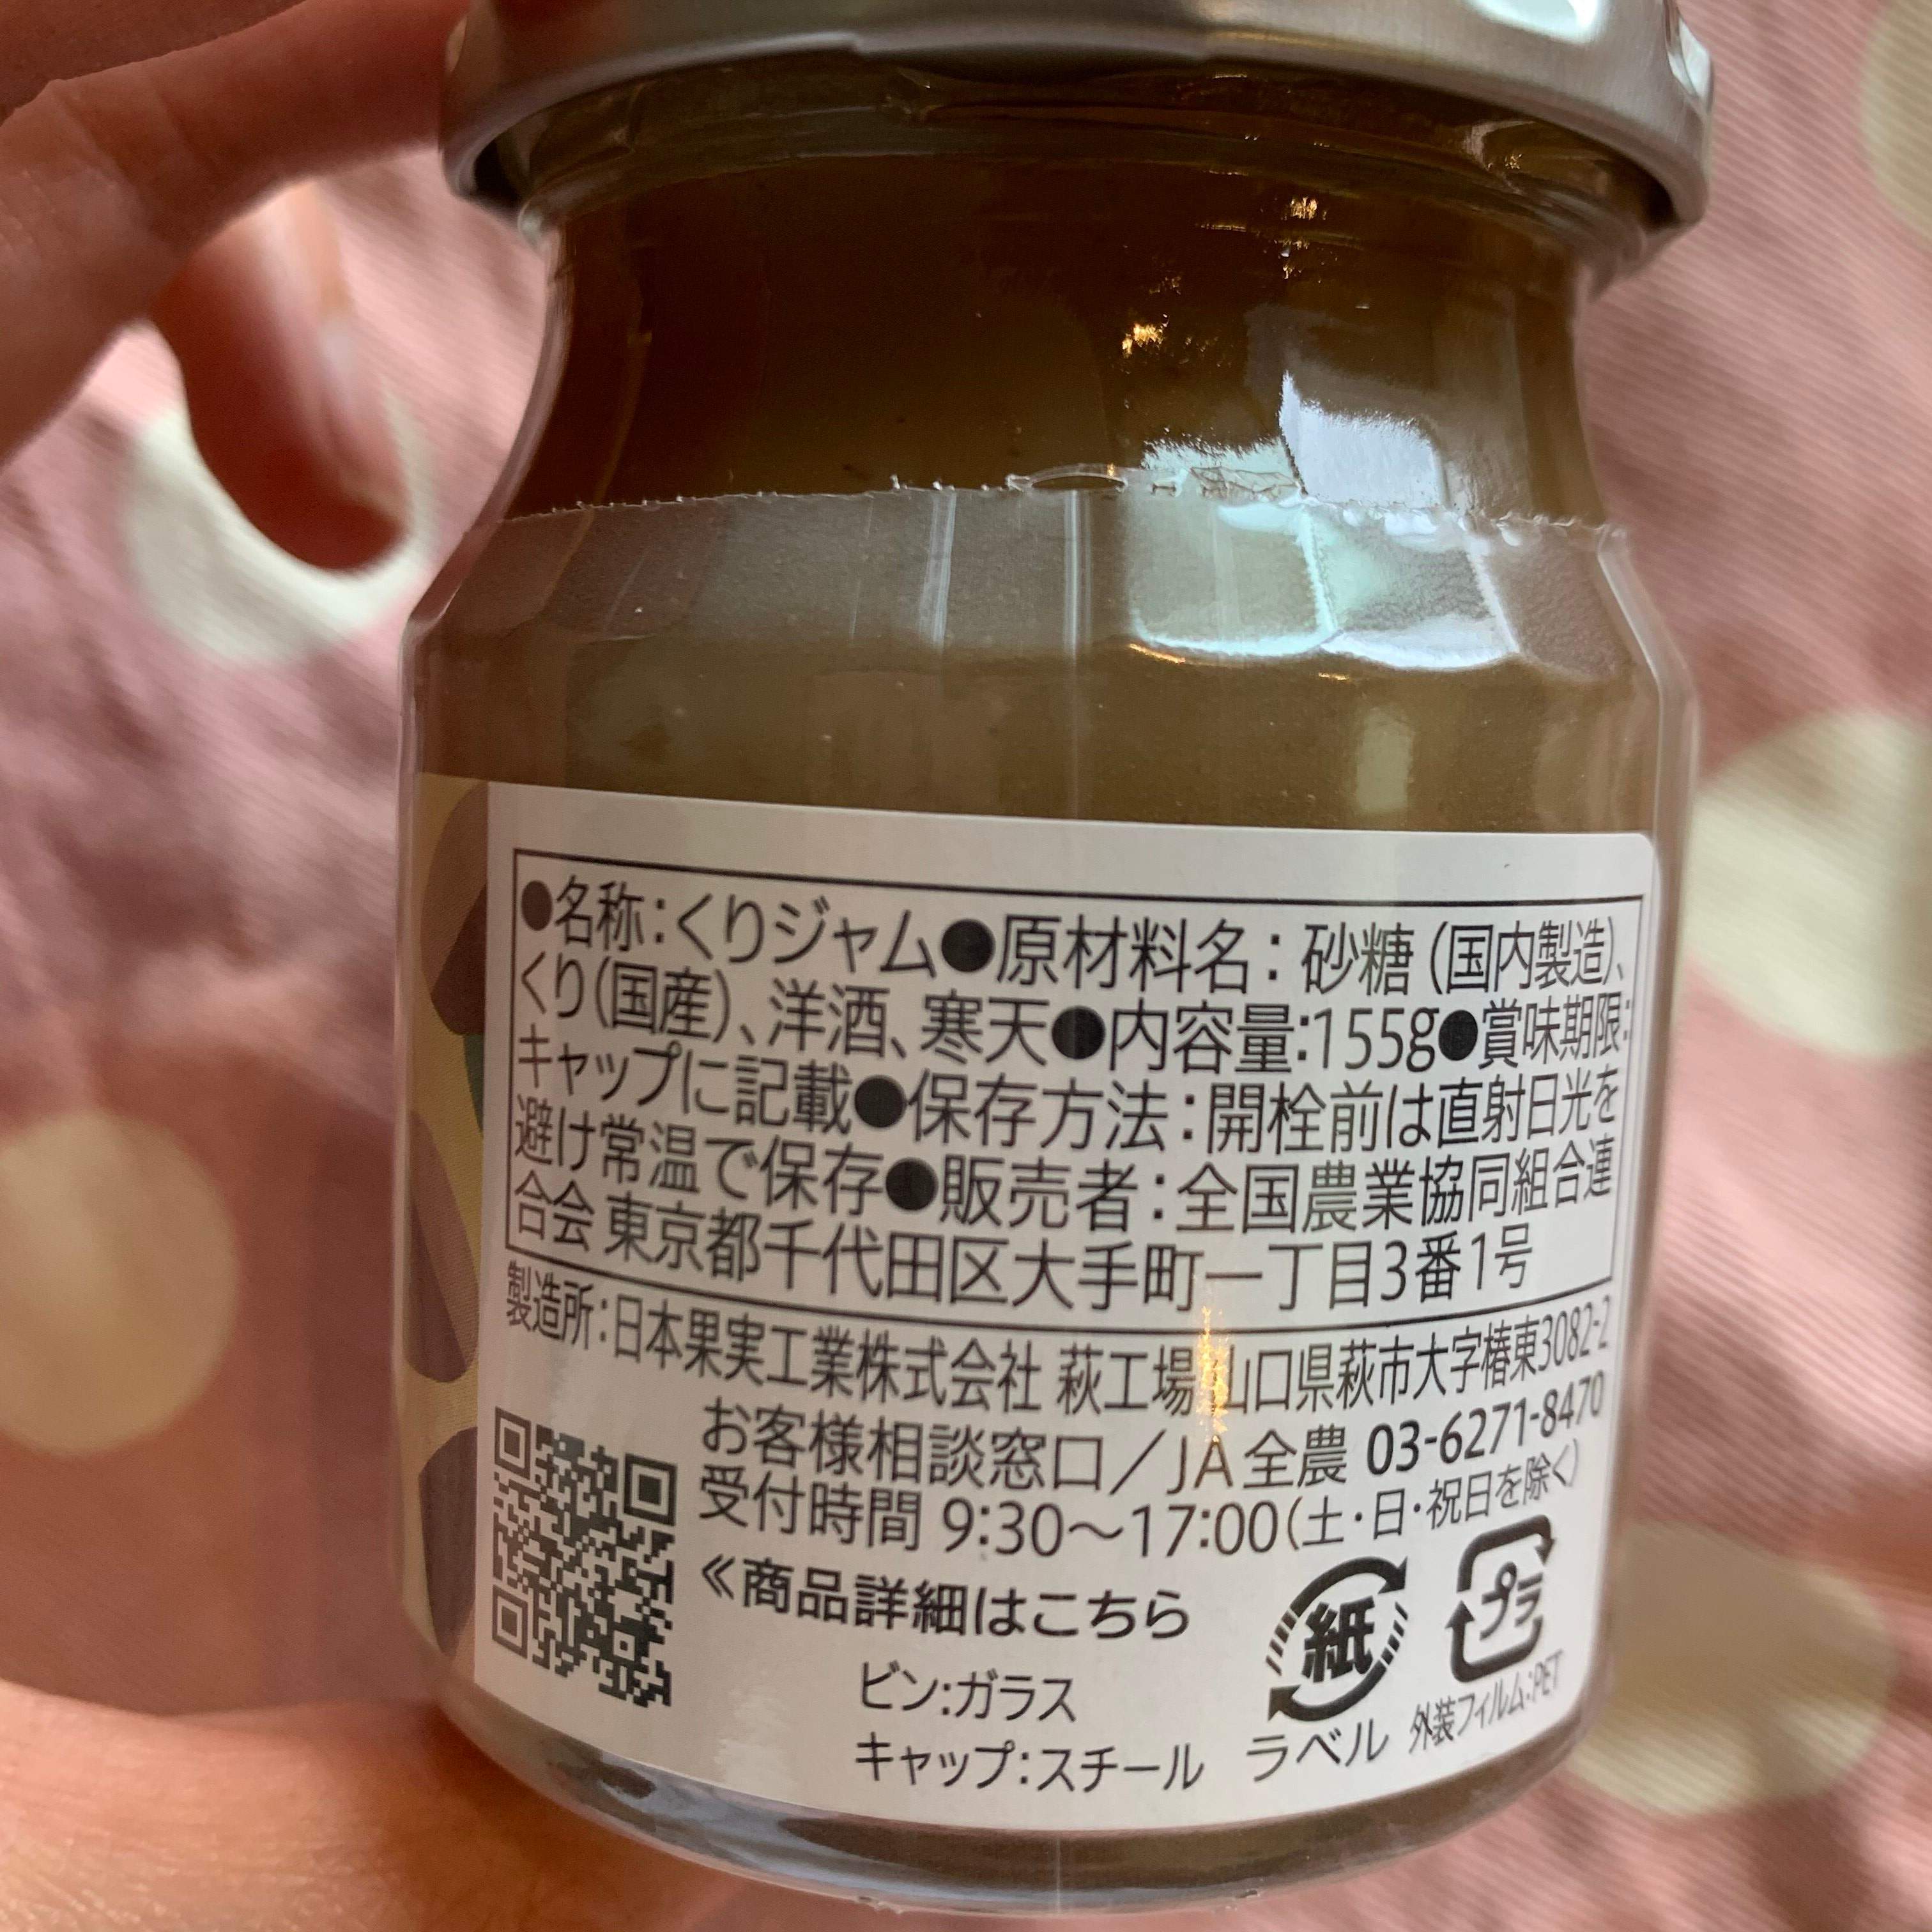 ●名称：くりジャム●原材料名：砂糖（国内製造）、
くり（国産）、洋酒、寒天●内容量：155g●賞味期限：
キャップに記載●保存方法：開栓前は直射日光を
避け常温で保存●販売者：全国農業協同組合連
合会 東京都千代田区大手町一丁目3番1号
製造所：日本果実工業株式会社 萩工場 山口県萩市大字椿東3082-2
お客様相談窓口／JA全農 03-6271-8470
受付時間 9:30～17:00（土・日・祝日を除く）
≪商品詳細はこちら
紙
プラ
ビン：ガラス
キャップ：スチール
ラベル
外装フィルム：PET